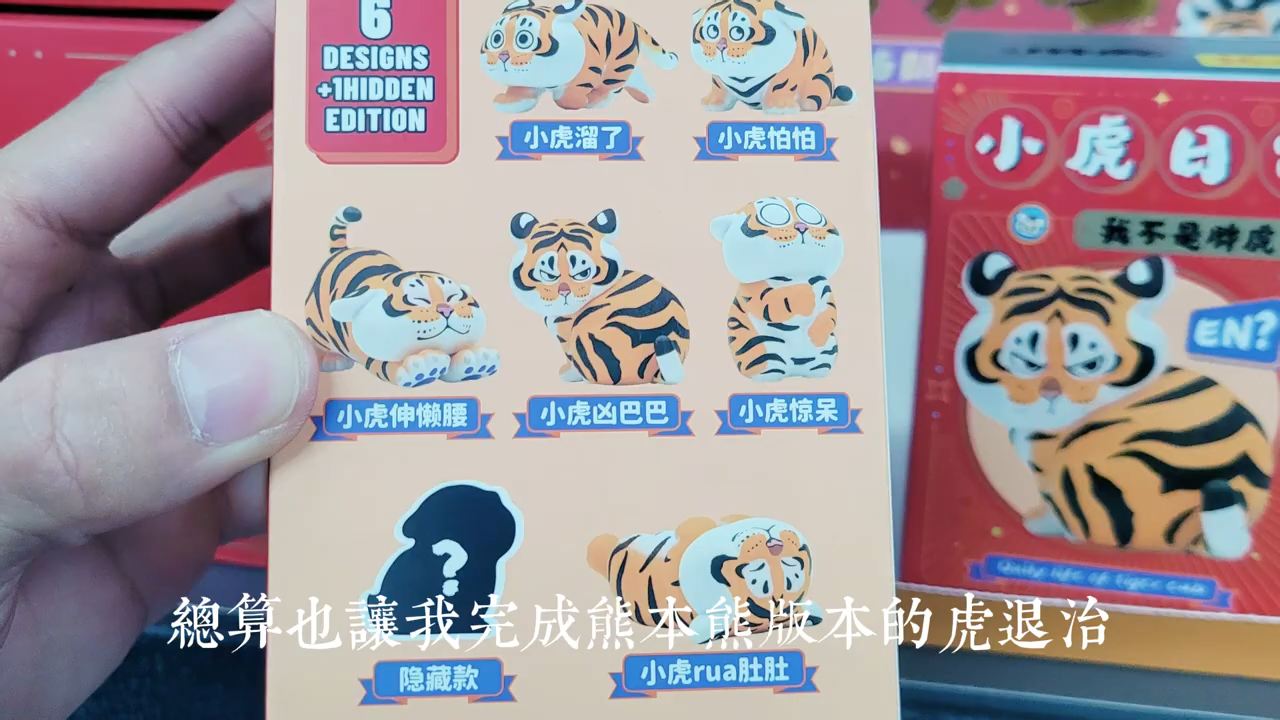 6
DESIGNS
+1HIDDEN
EDITION
小虎溜了
小虎怕怕
小虎伸懒腰
小虎凶巴巴
小虎惊呆
?
隐藏款
小虎rua肚肚
小虎日
我不是胖虎
EN?
總算也讓我完成熊本熊版本的虎退治